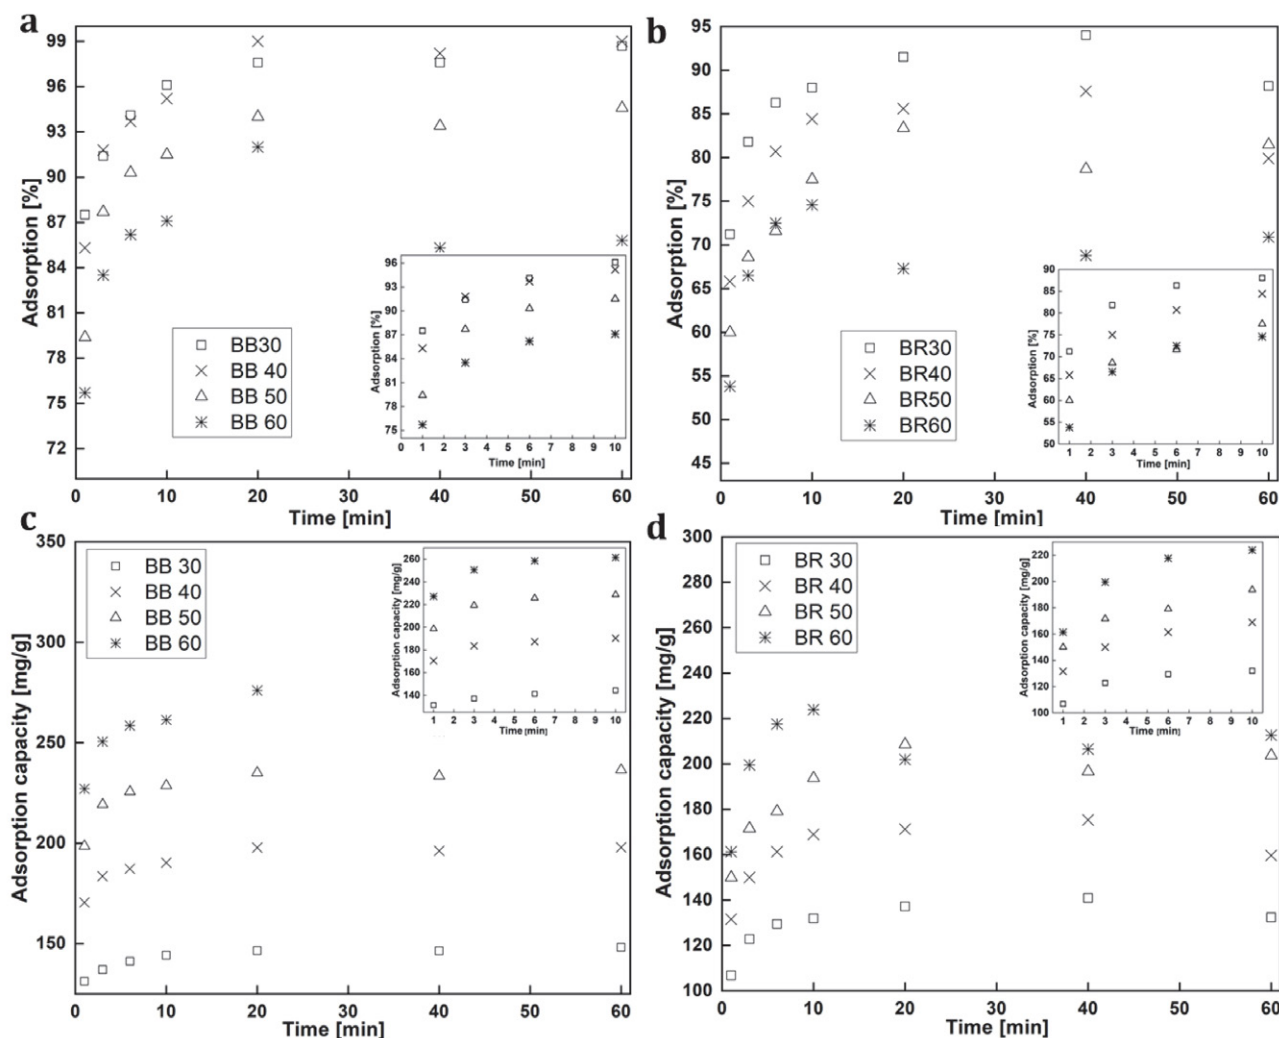 a
Adsorption [%]
99
96
93
90
87
84
81
78
75
72
BB30
BB 40
BB 50
BB 60
0 10 20 30 40 50 60
Time [min]
Adsorption [%]
96
93
90
87
84
81
78
75
0 1 2 3 4 5 6 7 8 9 10
Time [min]
b
Adsorption [%]
95
90
85
80
75
70
65
60
55
50
45
BR30
BR40
BR50
BR60
0 10 20 30 40 50 60
Time [min]
Adsorption [%]
90
85
80
75
70
65
60
55
50
1 2 3 4 5 6 7 8 9 10
Time [min]
c
Adsorption capacity [mg/g]
350
300
250
200
150
BB 30
BB 40
BB 50
BB 60
0 10 20 30 40 50 60
Time [min]
Adsorption capacity [mg/g]
260
240
220
200
180
160
140
1 2 3 4 5 6 7 8 9 10
Time [min]
d
Adsorption capacity [mg/g]
300
280
260
240
220
200
180
160
140
120
100
BR 30
BR 40
BR 50
BR 60
0 10 20 30 40 50 60
Time [min]
Adsorption capacity [mg/g]
220
200
180
160
140
120
100
1 2 3 4 5 6 7 8 9 10
Time [min]